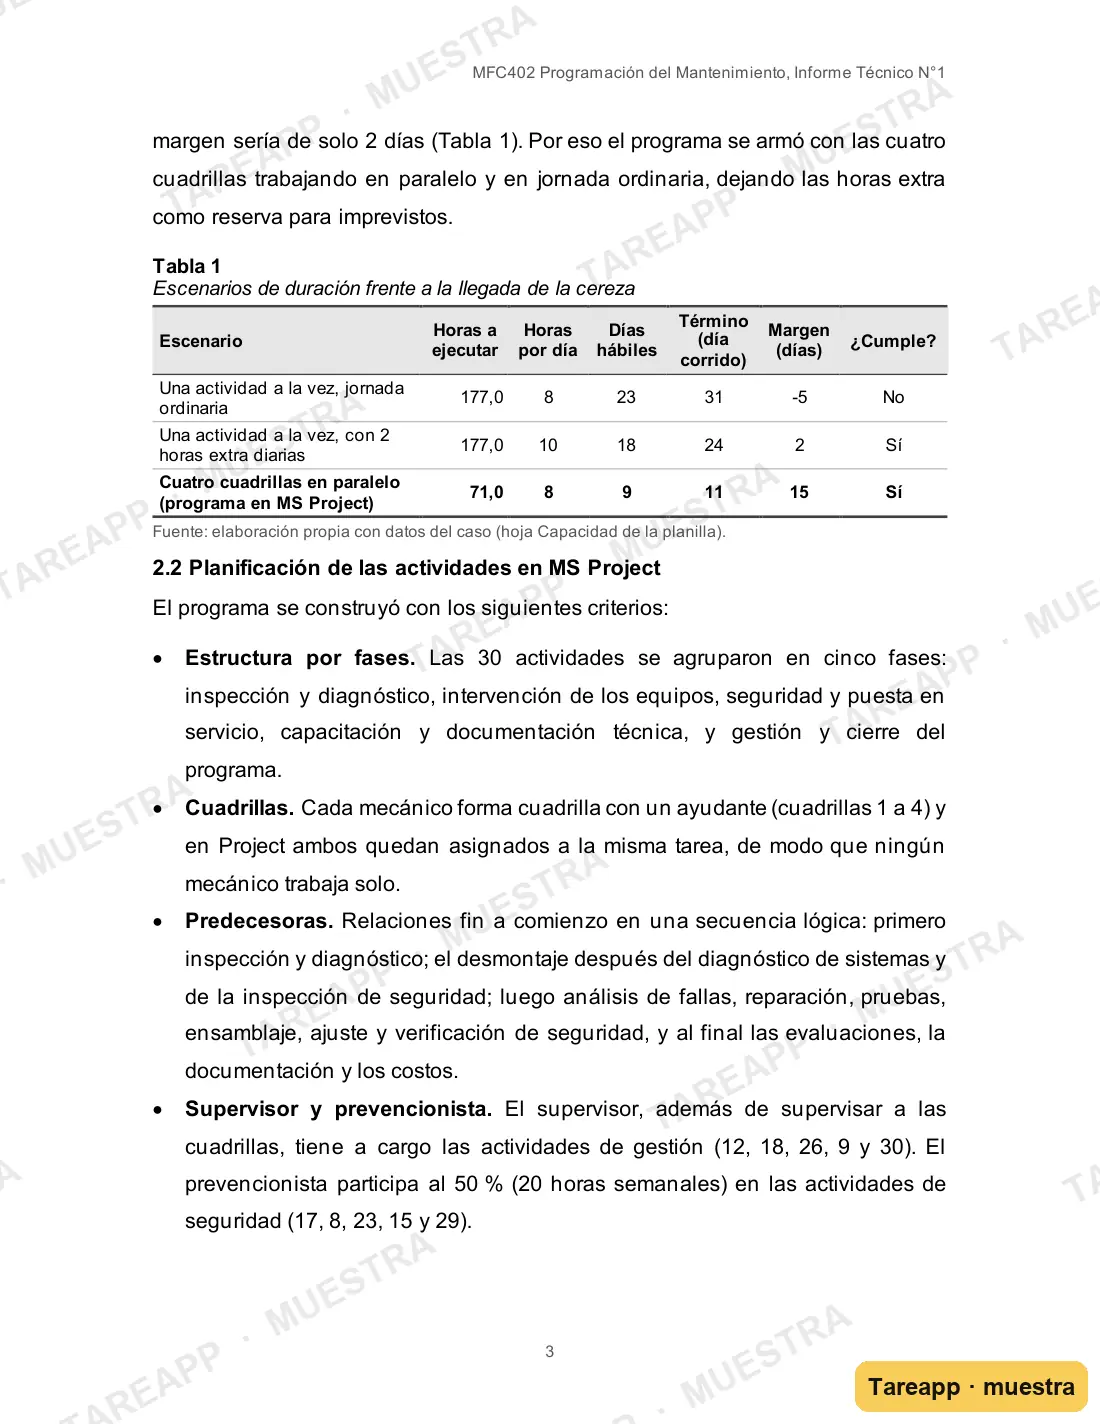 MFC402 Programación del Mantenimiento, Informe Técnico N°1
margen sería de solo 2 días (Tabla 1). Por eso el programa se armó con las cuatro
cuadrillas trabajando en paralelo y en jornada ordinaria, dejando las horas extra
como reserva para imprevistos.
Tabla 1
Escenarios de duración frente a la llegada de la cereza
Escenario | Horas a ejecutar | Horas por día | Días hábiles | Término (día corrido) | Margen (días) | ¿Cumple?
Una actividad a la vez, jornada ordinaria | 177,0 | 8 | 23 | 31 | -5 | No
Una actividad a la vez, con 2 horas extra diarias | 177,0 | 10 | 18 | 24 | 2 | Sí
Cuatro cuadrillas en paralelo (programa en MS Project) | 71,0 | 8 | 9 | 11 | 15 | Sí
Fuente: elaboración propia con datos del caso (hoja Capacidad de la planilla).
2.2 Planificación de las actividades en MS Project
El programa se construyó con los siguientes criterios:
• Estructura por fases. Las 30 actividades se agruparon en cinco fases:
inspección y diagnóstico, intervención de los equipos, seguridad y puesta en
servicio, capacitación y documentación técnica, y gestión y cierre del
programa.
• Cuadrillas. Cada mecánico forma cuadrilla con un ayudante (cuadrillas 1 a 4) y
en Project ambos quedan asignados a la misma tarea, de modo que ningún
mecánico trabaja solo.
• Predecesoras. Relaciones fin a comienzo en una secuencia lógica: primero
inspección y diagnóstico; el desmontaje después del diagnóstico de sistemas y
de la inspección de seguridad; luego análisis de fallas, reparación, pruebas,
ensamblaje, ajuste y verificación de seguridad, y al final las evaluaciones, la
documentación y los costos.
• Supervisor y prevencionista. El supervisor, además de supervisar a las
cuadrillas, tiene a cargo las actividades de gestión (12, 18, 26, 9 y 30). El
prevencionista participa al 50 % (20 horas semanales) en las actividades de
seguridad (17, 8, 23, 15 y 29).
3
Tareapp · muestra
TAREAPP · MUESTRA